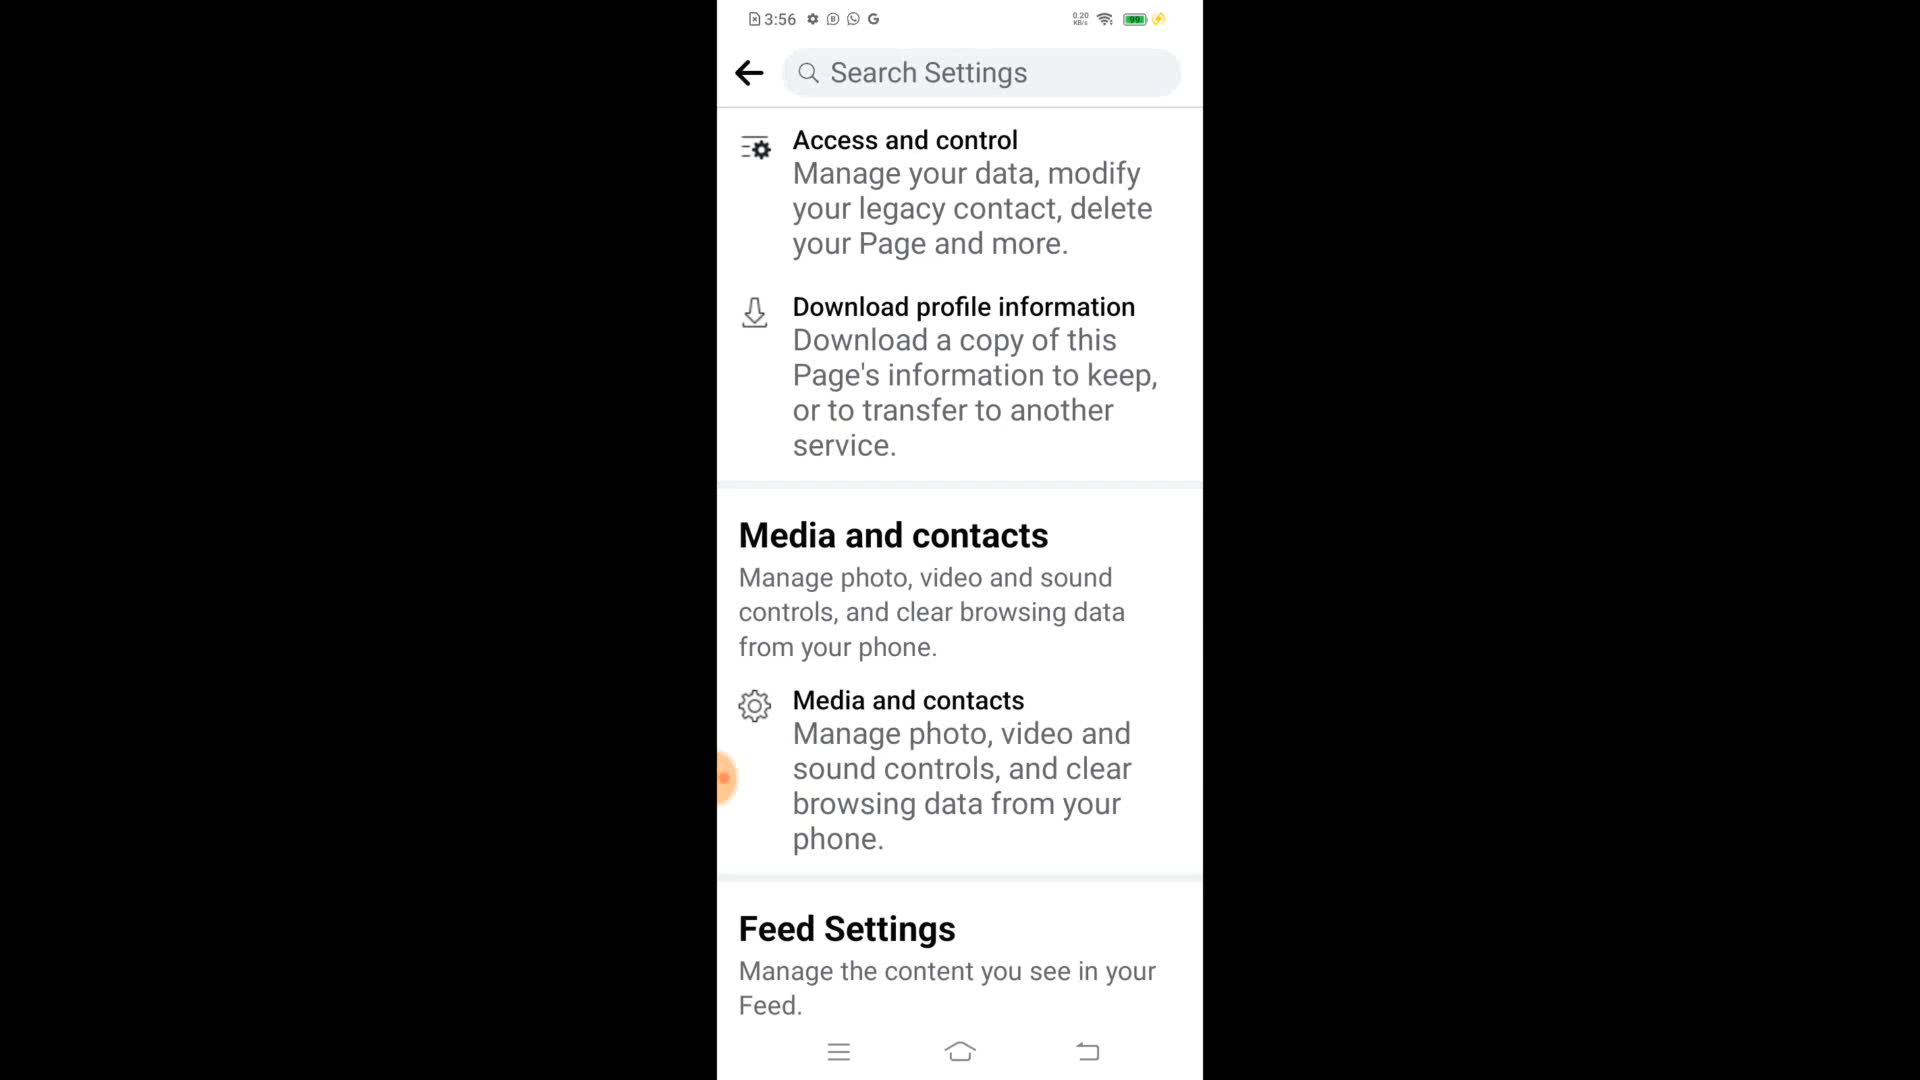 3:56
0.20
KB/s
99
Search Settings
Access and control
Manage your data, modify
your legacy contact, delete
your Page and more.
Download profile information
Download a copy of this
Page's information to keep,
or to transfer to another
service.
Media and contacts
Manage photo, video and sound
controls, and clear browsing data
from your phone.
Media and contacts
Manage photo, video and
sound controls, and clear
browsing data from your
phone.
Feed Settings
Manage the content you see in your
Feed.